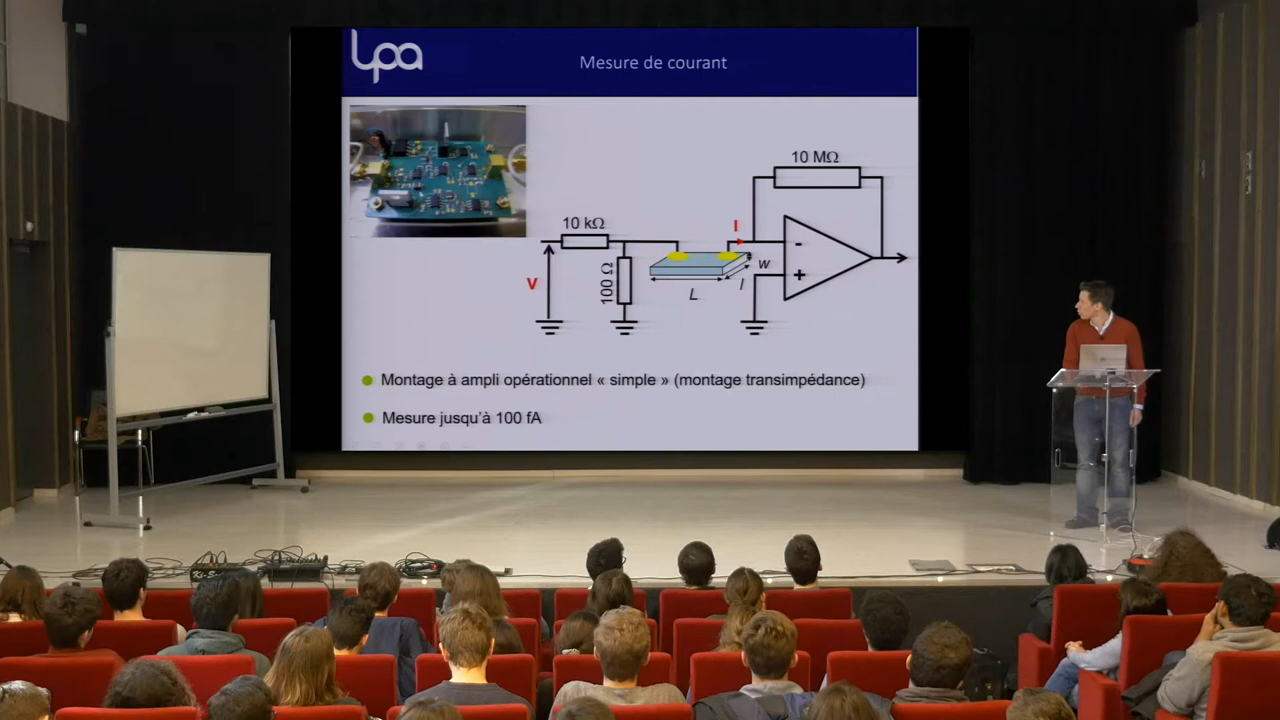 lpa
Mesure de courant
10 MΩ
10 kΩ
I
-
w
V
100 Ω
+
l
L
Montage à ampli opérationnel « simple » (montage transimpédance)
Mesure jusqu'à 100 fA